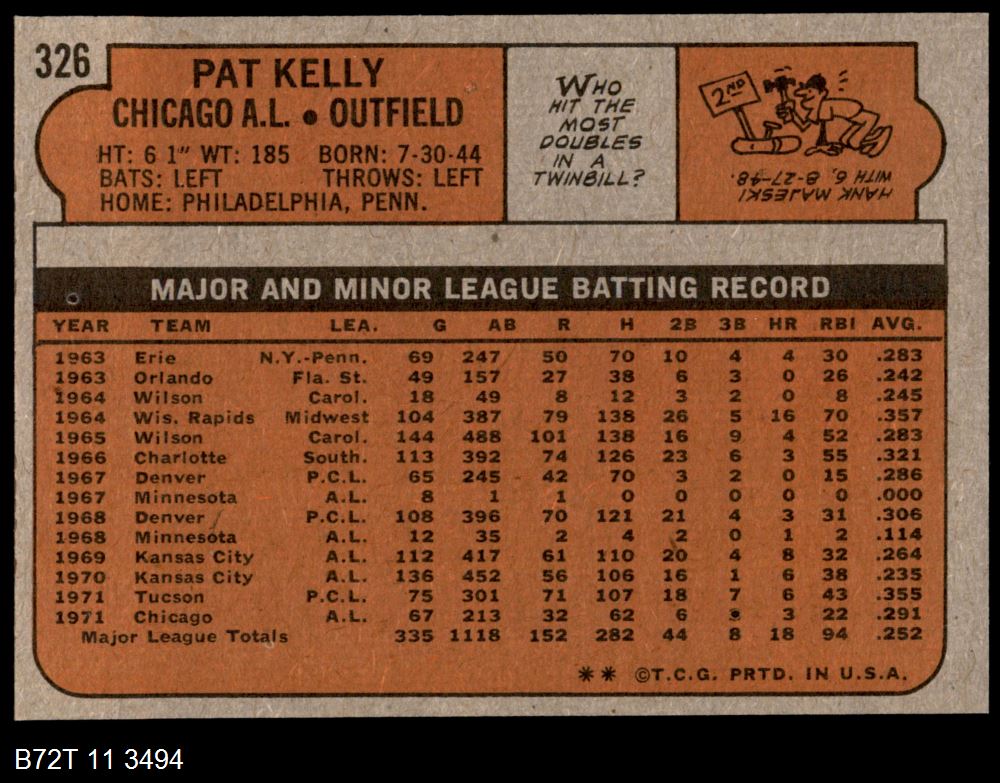 326
PAT KELLY
CHICAGO A.L. • OUTFIELD
HT: 6 1" WT: 185 BORN: 7-30-44
BATS: LEFT THROWS: LEFT
HOME: PHILADELPHIA, PENN.
WHO
HIT THE
MOST
DOUBLES
IN A
TWINBILL?
2ND
HANK MAJESKI
WITH 6, 8-27-48.
MAJOR AND MINOR LEAGUE BATTING RECORD
YEAR TEAM LEA. G AB R H 2B 3B HR RBI AVG.
1963 Erie N.Y.-Penn. 69 247 50 70 10 4 4 30 .283
1963 Orlando Fla. St. 49 157 27 38 6 3 0 26 .242
1964 Wilson Carol. 18 49 8 12 3 2 0 8 .245
1964 Wis. Rapids Midwest 104 387 79 138 26 5 16 70 .357
1965 Wilson Carol. 144 488 101 138 16 9 4 52 .283
1966 Charlotte South. 113 392 74 126 23 6 3 55 .321
1967 Denver P.C.L. 65 245 42 70 3 2 0 15 .286
1967 Minnesota A.L. 8 1 1 0 0 0 0 0 .000
1968 Denver P.C.L. 108 396 70 121 21 4 3 31 .306
1968 Minnesota A.L. 12 35 2 4 2 0 1 2 .114
1969 Kansas City A.L. 112 417 61 110 20 4 8 32 .264
1970 Kansas City A.L. 136 452 56 106 16 1 6 38 .235
1971 Tucson P.C.L. 75 301 71 107 18 7 6 43 .355
1971 Chicago A.L. 67 213 32 62 6 3 22 .291
Major League Totals 335 1118 152 282 44 8 18 94 .252
** ©T.C.G. PRTD. IN U.S.A.
B72T 11 3494